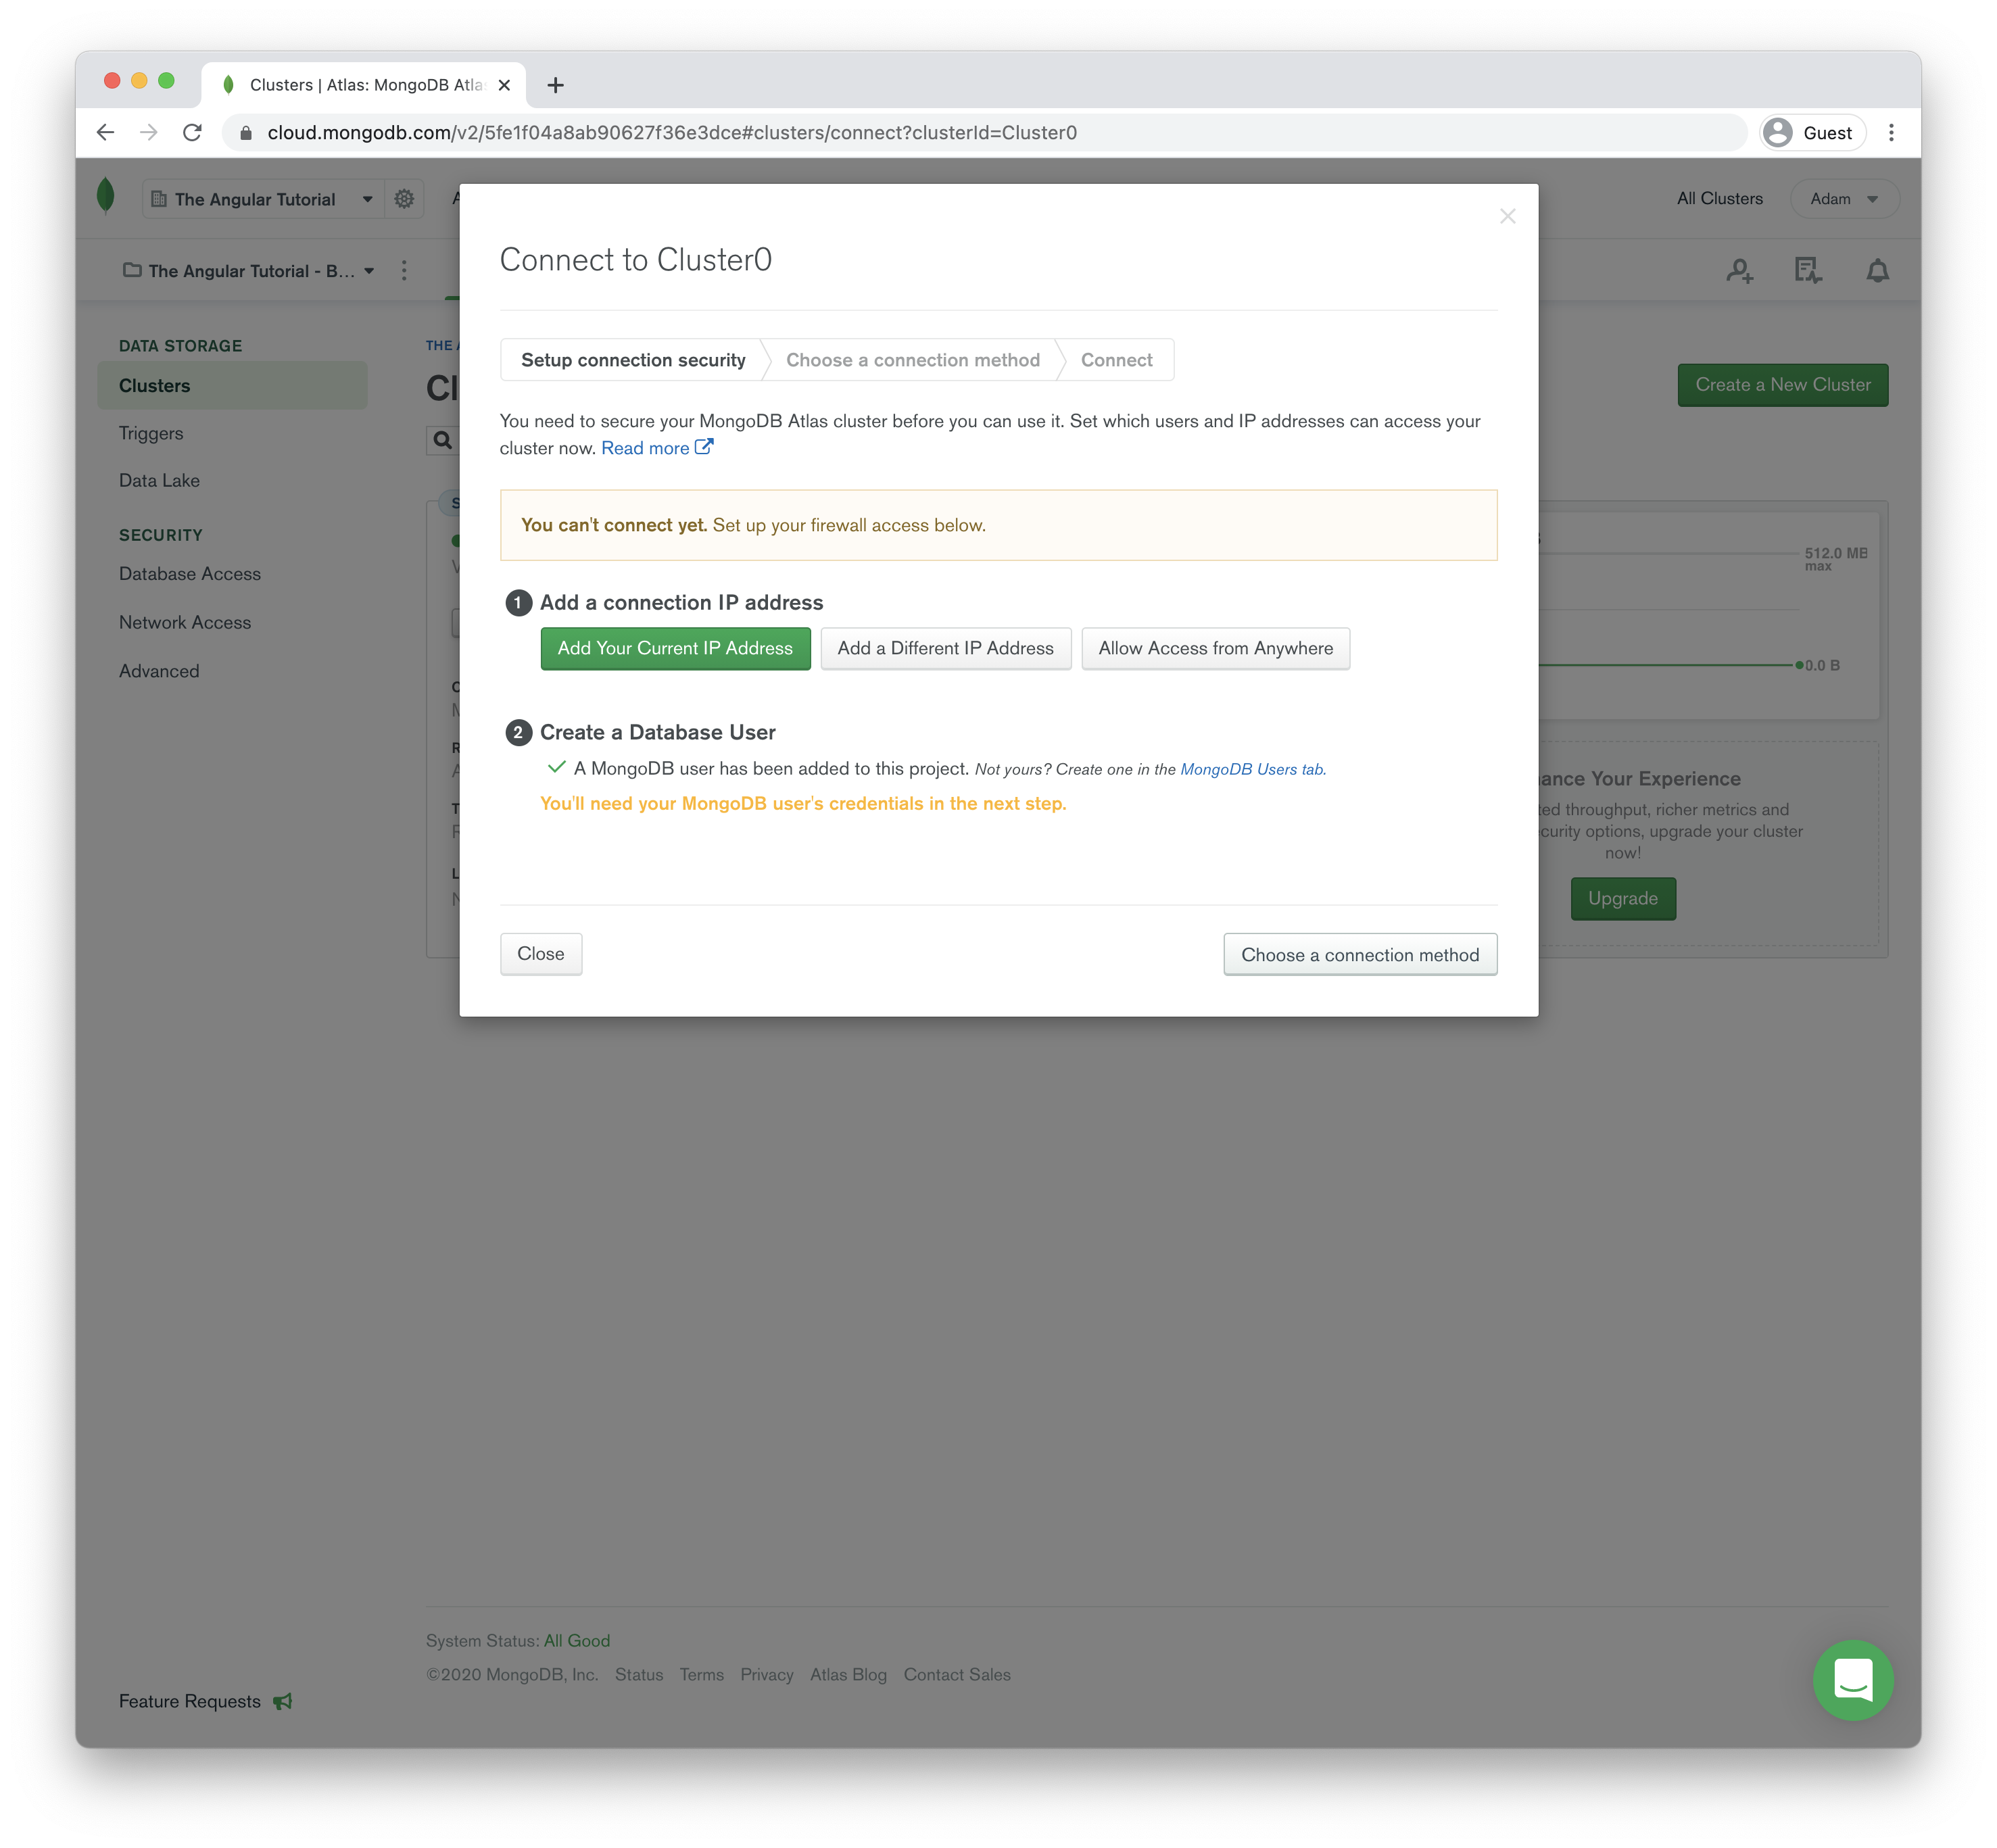 Clusters | Atlas: MongoDB Atla
cloud.mongodb.com/v2/5fe1f04a8ab90627f36e3dce#clusters/connect?clusterId=Cluster0
Guest
The Angular Tutorial
All Clusters
Adam
The Angular Tutorial - B...
DATA STORAGE
Clusters
Triggers
Data Lake
SECURITY
Database Access
Network Access
Advanced
THE
Create a New Cluster
Connect to Cluster0
Setup connection security
Choose a connection method
Connect
You need to secure your MongoDB Atlas cluster before you can use it. Set which users and IP addresses can access your
cluster now. Read more
You can't connect yet. Set up your firewall access below.
1 Add a connection IP address
Add Your Current IP Address
Add a Different IP Address
Allow Access from Anywhere
2 Create a Database User
A MongoDB user has been added to this project. Not yours? Create one in the MongoDB Users tab.
You'll need your MongoDB user's credentials in the next step.
Close
Choose a connection method
512.0 MB
max
0.0 B
ance Your Experience
ted throughput, richer metrics and
curity options, upgrade your cluster
now!
Upgrade
System Status: All Good
©2020 MongoDB, Inc. Status Terms Privacy Atlas Blog Contact Sales
Feature Requests